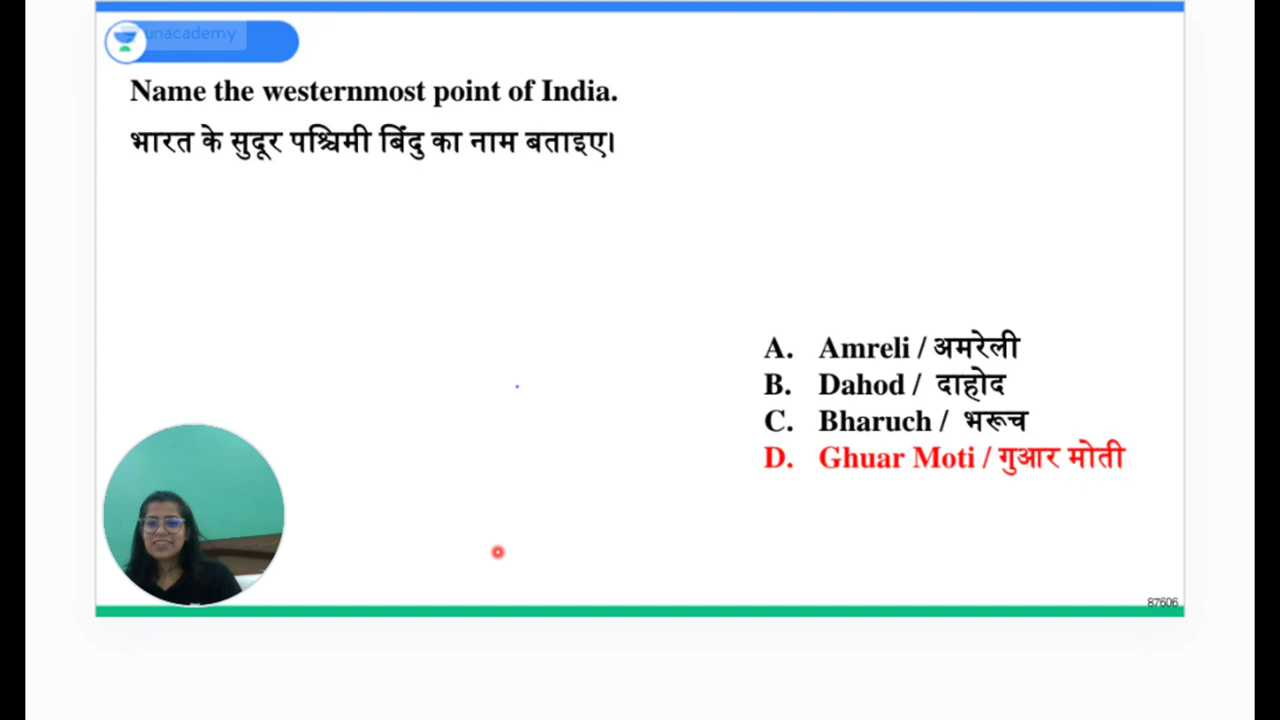 unacademy
Name the westernmost point of India.
भारत के सुदूर पश्चिमी बिंदु का नाम बताइए।
A. Amreli / अमरेली
B. Dahod / दाहोद
C. Bharuch / भरूच
D. Ghuar Moti / गुआर मोती
87606